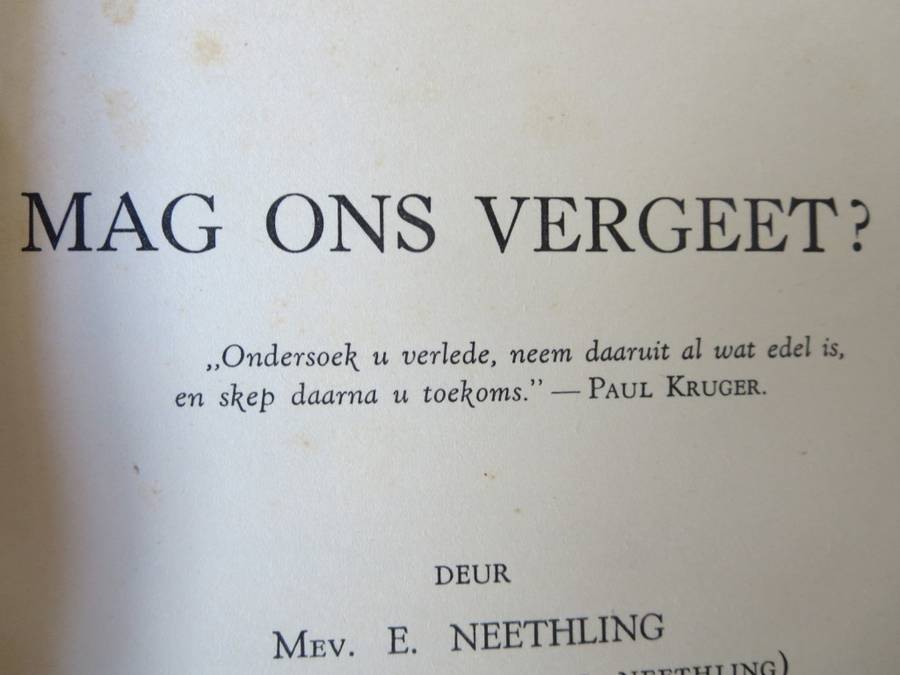 MAG ONS VERGEET?
„Ondersoek u verlede, neem daaruit al wat edel is,
en skep daarna u toekoms.” — PAUL KRUGER.
DEUR
MEV. E. NEETHLING
NEETHLING)